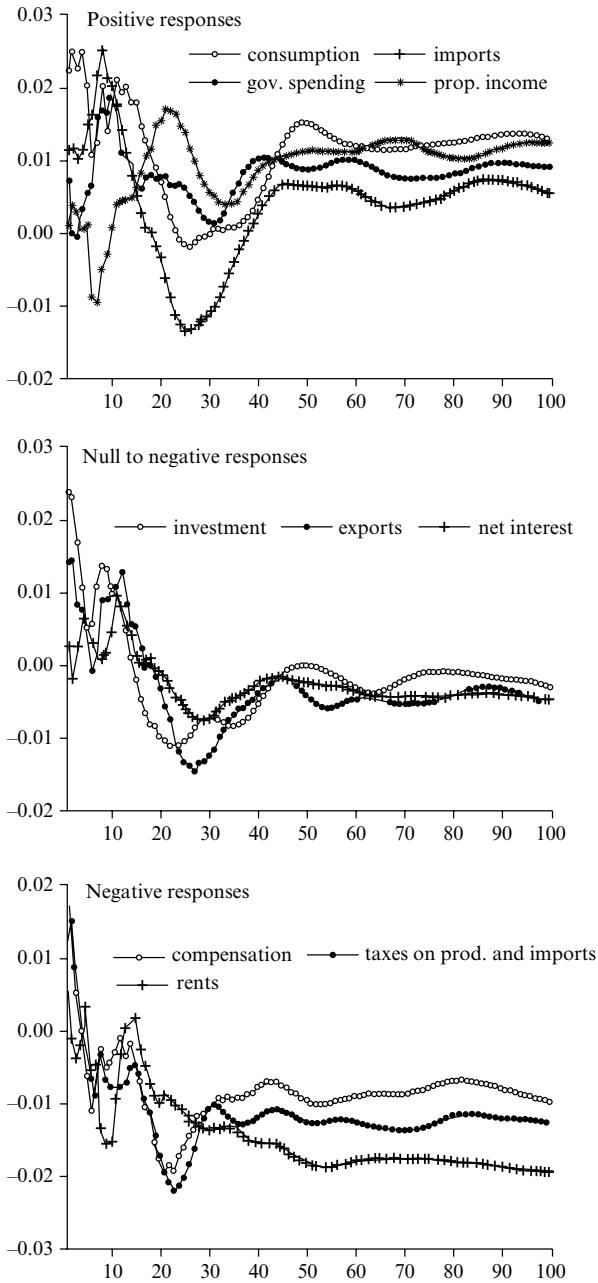 0.03
Positive responses
consumption imports
gov. spending prop. income
0.02
0.01
0.00
–0.01
–0.02
10 20 30 40 50 60 70 80 90 100
0.03
Null to negative responses
0.02
investment exports net interest
0.01
0.00
–0.01
–0.02
10 20 30 40 50 60 70 80 90 100
0.02
Negative responses
0.01
compensation taxes on prod. and imports
rents
0.00
–0.01
–0.02
–0.03
10 20 30 40 50 60 70 80 90 100